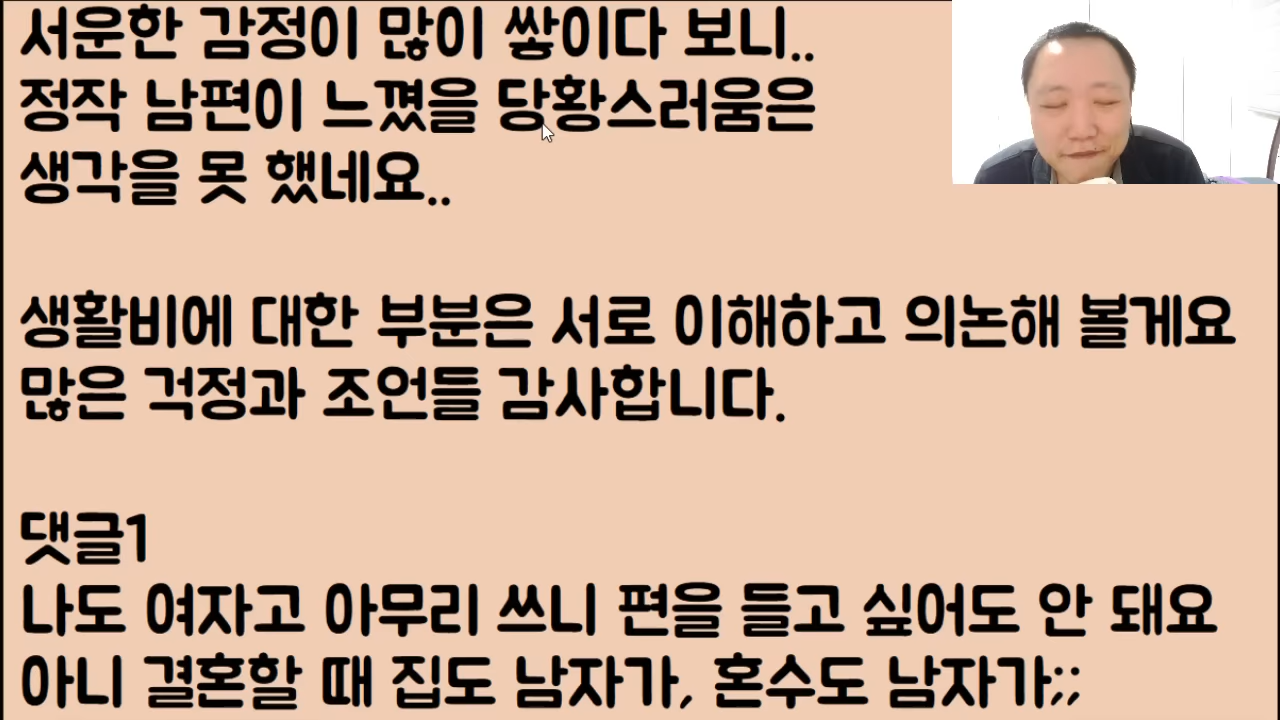 서운한 감정이 많이 쌓이다 보니..
정작 남편이 느꼈을 당황스러움은
생각을 못 했네요..
생활비에 대한 부분은 서로 이해하고 의논해 볼게요
많은 걱정과 조언들 감사합니다.
댓글1
나도 여자고 아무리 쓰니 편을 들고 싶어도 안 돼요
아니 결혼할 때 집도 남자가, 혼수도 남자가;;